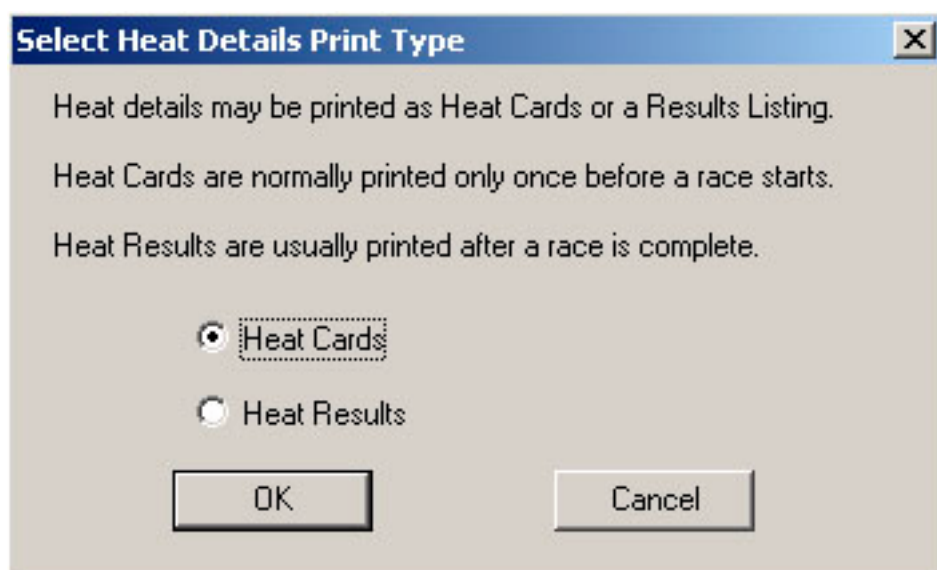 Select Heat Details Print Type
Heat details may be printed as Heat Cards or a Results Listing.
Heat Cards are normally printed only once before a race starts.
Heat Results are usually printed after a race is complete.
Heat Cards
Heat Results
OK Cancel